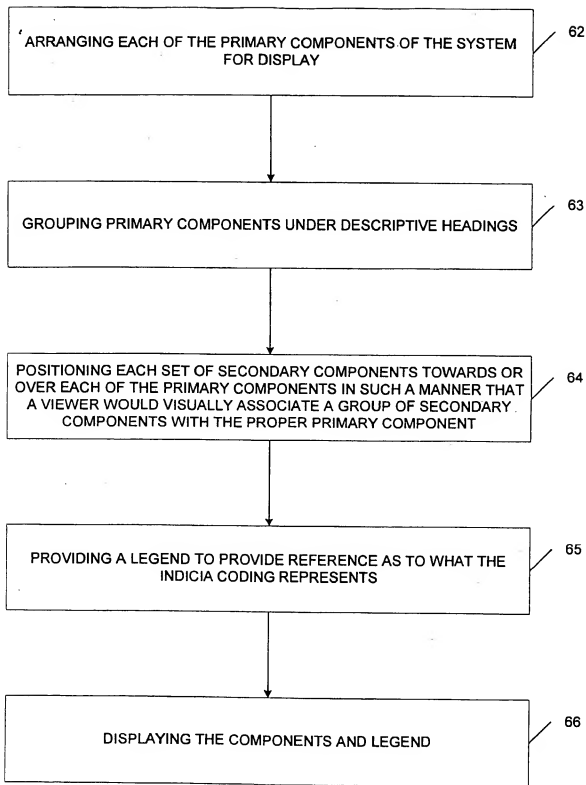 ARRANGING EACH OF THE PRIMARY COMPONENTS OF THE SYSTEM
FOR DISPLAY
62
GROUPING PRIMARY COMPONENTS UNDER DESCRIPTIVE HEADINGS
63
POSITIONING EACH SET OF SECONDARY COMPONENTS TOWARDS OR
OVER EACH OF THE PRIMARY COMPONENTS IN SUCH A MANNER THAT
A VIEWER WOULD VISUALLY ASSOCIATE A GROUP OF SECONDARY
COMPONENTS WITH THE PROPER PRIMARY COMPONENT
64
PROVIDING A LEGEND TO PROVIDE REFERENCE AS TO WHAT THE
INDICIA CODING REPRESENTS
65
DISPLAYING THE COMPONENTS AND LEGEND
66